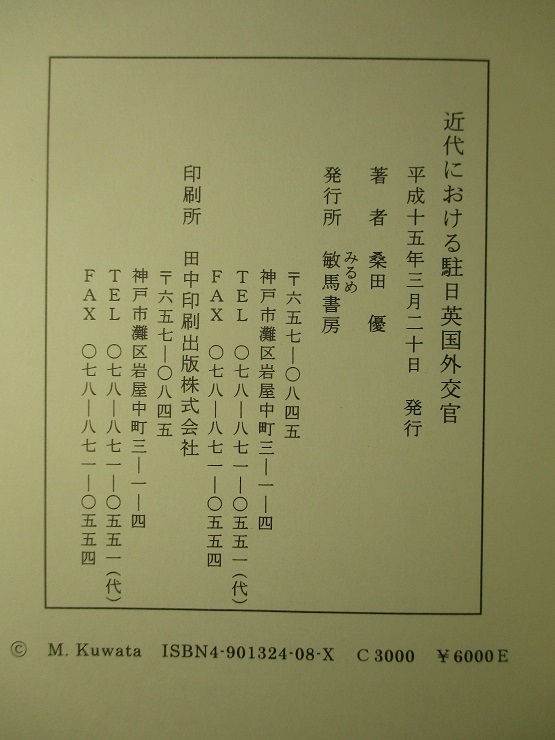 近代における駐日英国外交官
平成十五年三月二十日　発行
著　者　桑田　優
みるめ
発行所　敏馬書房
〒六五七―〇八四五
神戸市灘区岩屋中町三―一―四
ＴＥＬ　〇七八―八七一―〇五五一(代)
ＦＡＸ　〇七八―八七一―〇五五四
印刷所　田中印刷出版株式会社
〒六五七―〇八四五
神戸市灘区岩屋中町三―一―四
ＴＥＬ　〇七八―八七一―〇五五一(代)
ＦＡＸ　〇七八―八七一―〇五五四
© M. Kuwata ISBN4-901324-08-X C 3000 ¥6000E